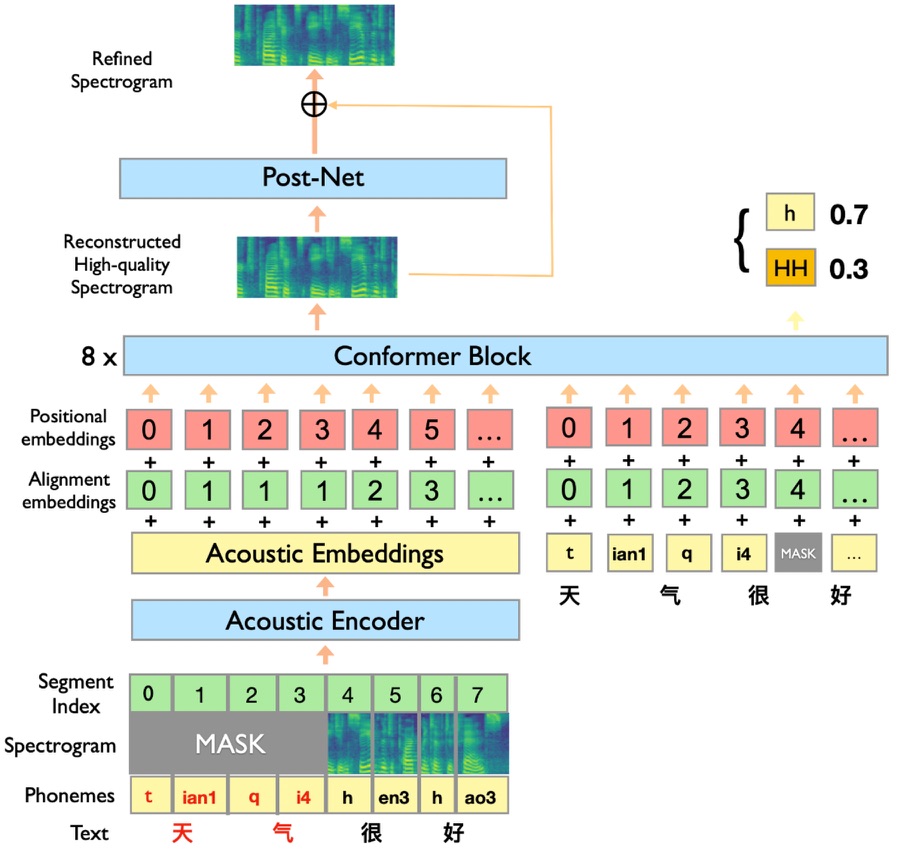 Refined
Spectrogram
Post-Net
Reconstructed
High-quality
Spectrogram
{ h 0.7
HH 0.3
8 x Conformer Block
Positional
embeddings
0 1 2 3 4 5 ... 0 1 2 3 4 ...
+ + + + + + + + + + + + +
Alignment
embeddings
0 1 1 1 2 3 ... 0 1 2 3 4 ...
+ + + + + + + + + + + + +
Acoustic Embeddings
t ian1 q i4 MASK ...
天 气 很 好
Acoustic Encoder
Segment
Index
0 1 2 3 4 5 6 7
Spectrogram MASK
Phonemes t ian1 q i4 h en3 h ao3
Text 天 气 很 好